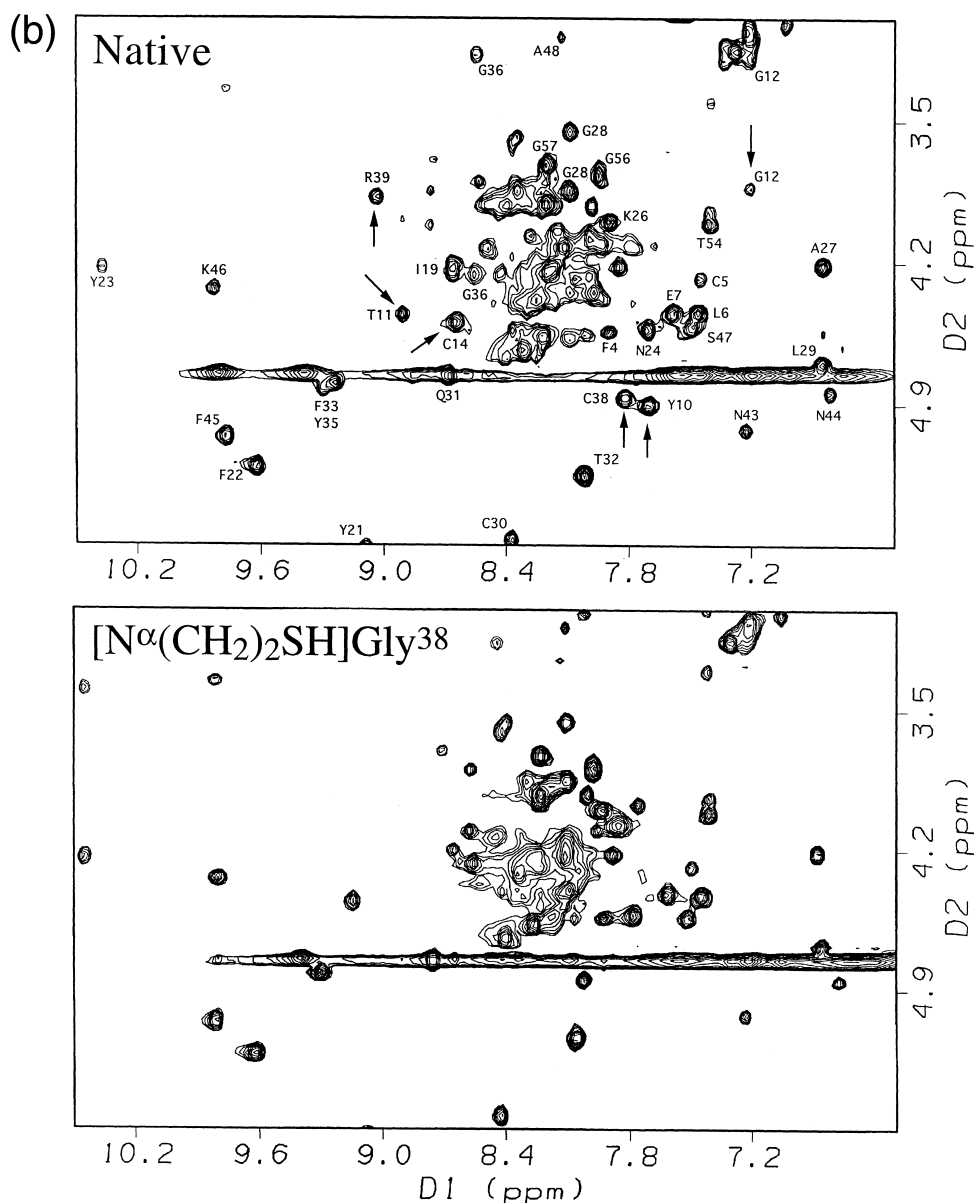 (b)
Native
A48
G36
G12
G28
G57
G56
R39
G28
G12
K26
T54
I19
A27
Y23
K46
G36
C5
E7
T11
L6
C14
S47
F4
N24
L29
Q31
F33
Y35
C38
Y10
N44
F45
N43
F22
T32
Y21
C30
3.5
4.2
4.9
D2 (ppm)
10.2 9.6 9.0 8.4 7.8 7.2
[Nα(CH2)2SH]Gly38
3.5
4.2
4.9
D2 (ppm)
10.2 9.6 9.0 8.4 7.8 7.2
D1 (ppm)